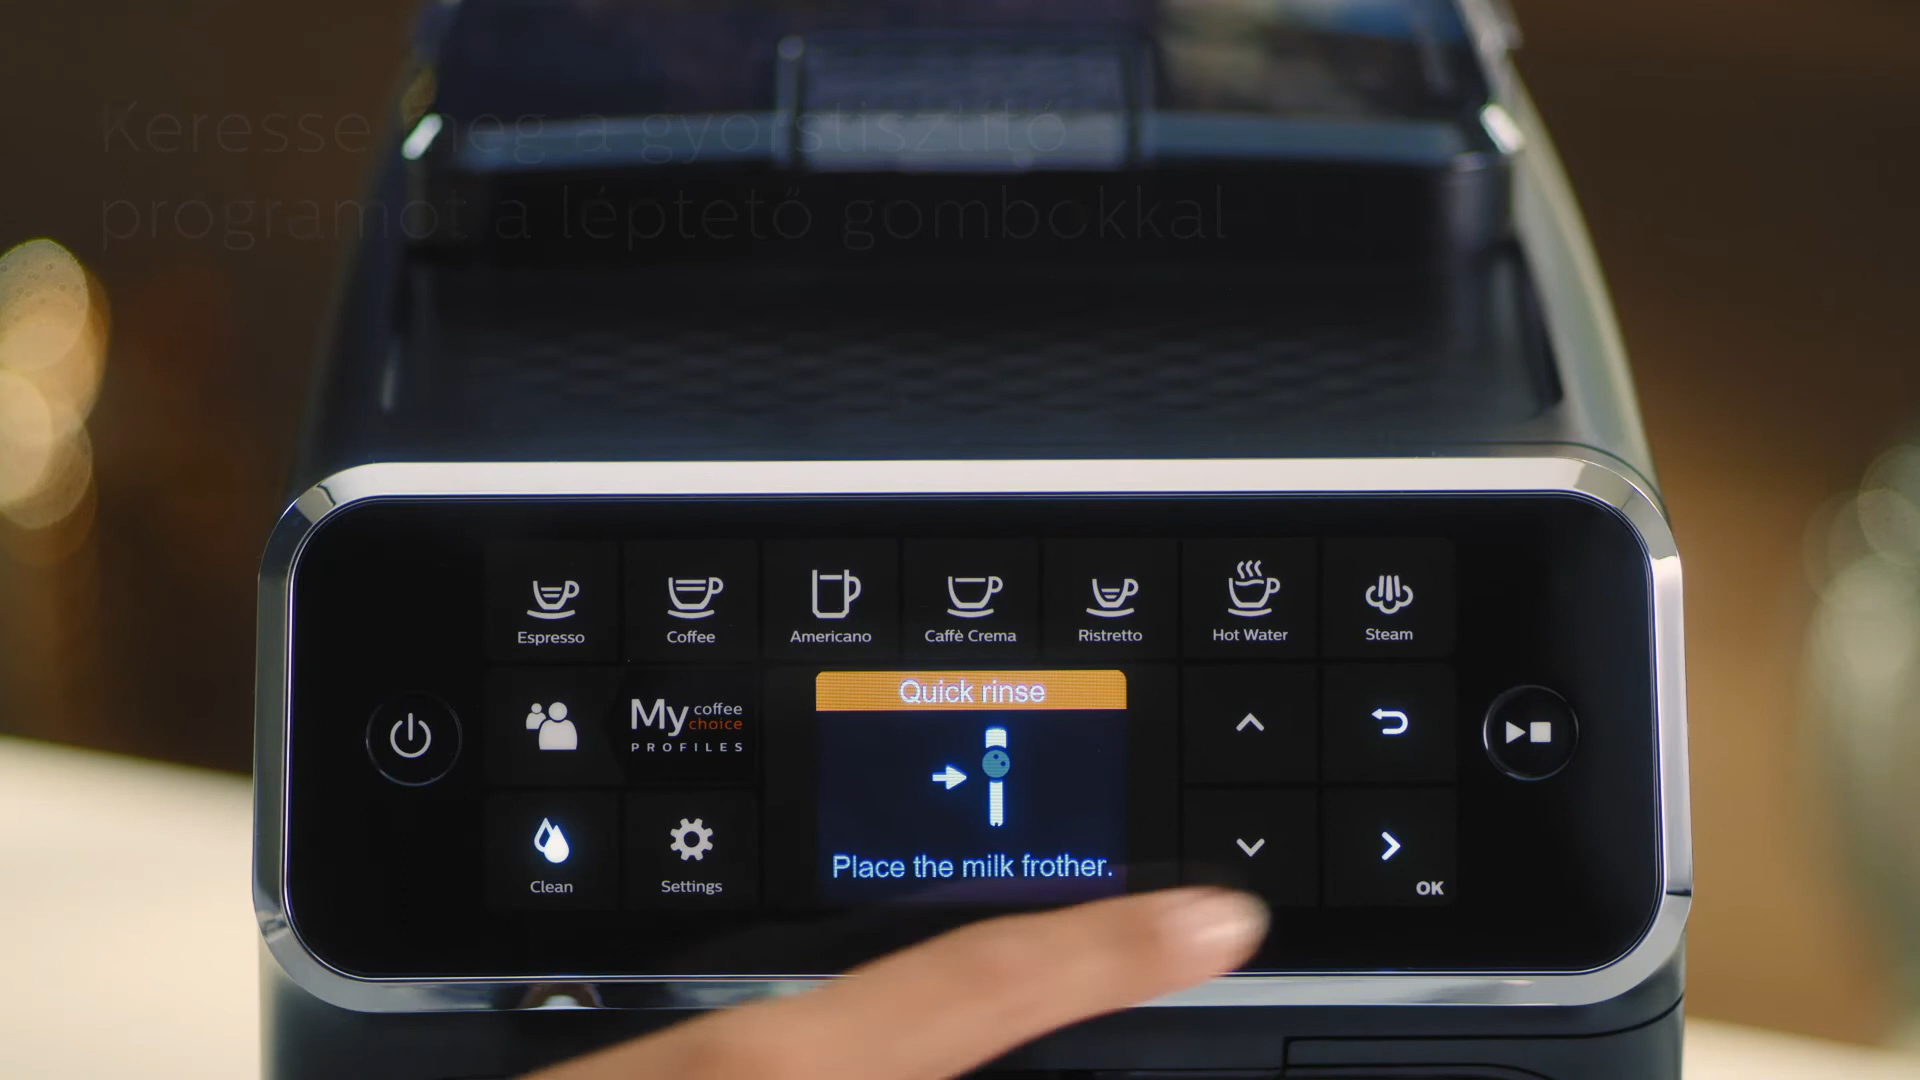 Keresse meg a gyorstisztító
programot a léptető gombokkal
Espresso
Coffee
Americano
Caffè Crema
Ristretto
Hot Water
Steam
My coffee choice
PROFILES
Quick rinse
Place the milk frother.
Clean
Settings
OK